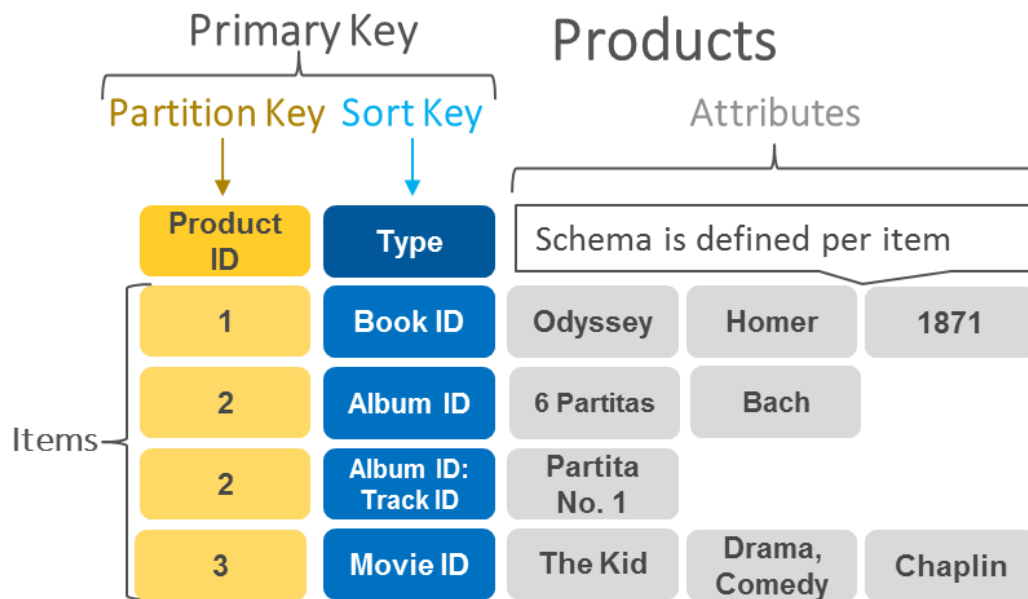 Primary Key
Products
Partition Key
Sort Key
Attributes
Product
ID
Type
Schema is defined per item
Items
1
Book ID
Odyssey
Homer
1871
2
Album ID
6 Partitas
Bach
2
Album ID:
Track ID
Partita
No. 1
3
Movie ID
The Kid
Drama,
Comedy
Chaplin